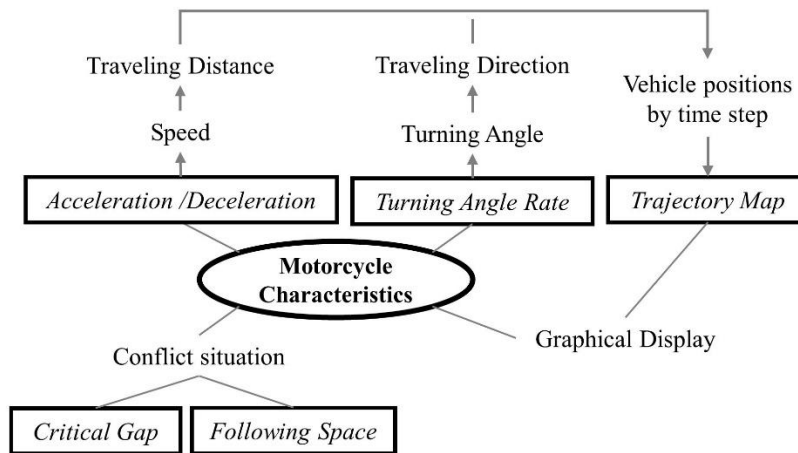 Traveling Distance
Traveling Direction
Vehicle positions
by time step
Speed
Turning Angle
Acceleration /Deceleration
Turning Angle Rate
Trajectory Map
Motorcycle
Characteristics
Graphical Display
Conflict situation
Critical Gap
Following Space